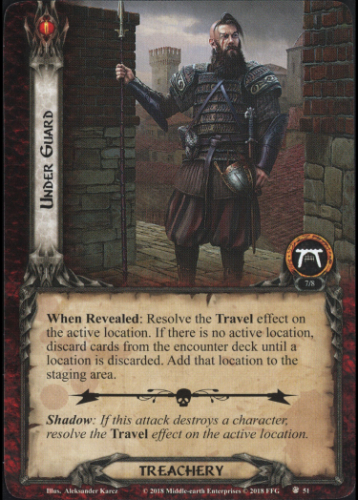 UNDER GUARD
7/8
When Revealed: Resolve the Travel effect on
the active location. If there is no active location,
discard cards from the encounter deck until a
location is discarded. Add that location to the
staging area.
Shadow: If this attack destroys a character,
resolve the Travel effect on the active location.
TREACHERY
Illus. Aleksander Karcz © 2018 Middle-earth Enterprises © 2018 FFG 51